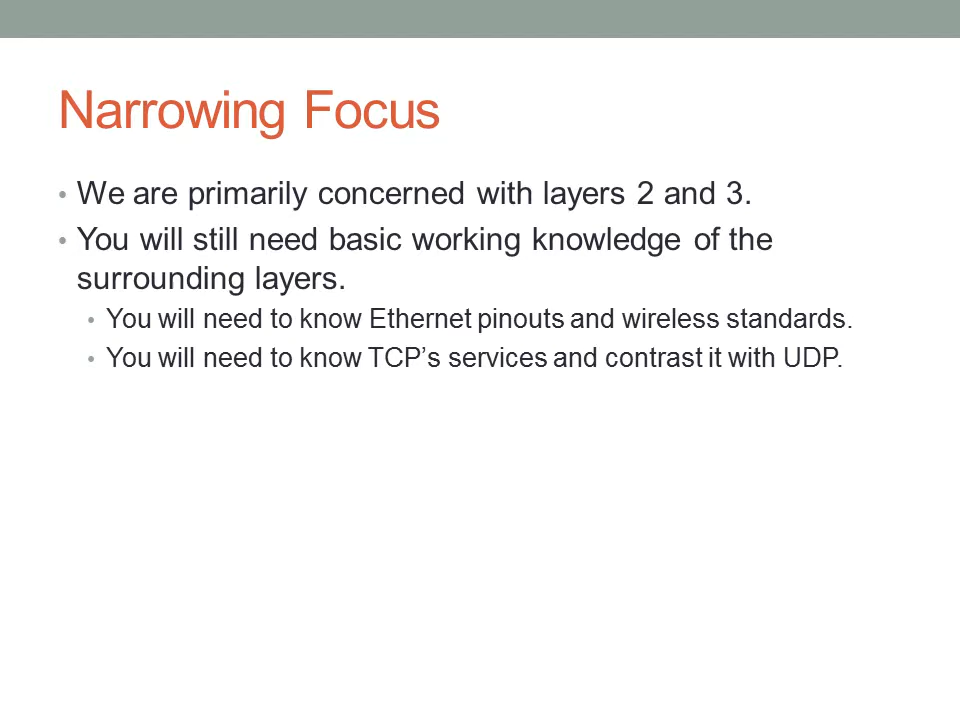 Narrowing Focus
• We are primarily concerned with layers 2 and 3.
• You will still need basic working knowledge of the
surrounding layers.
• You will need to know Ethernet pinouts and wireless standards.
• You will need to know TCP’s services and contrast it with UDP.